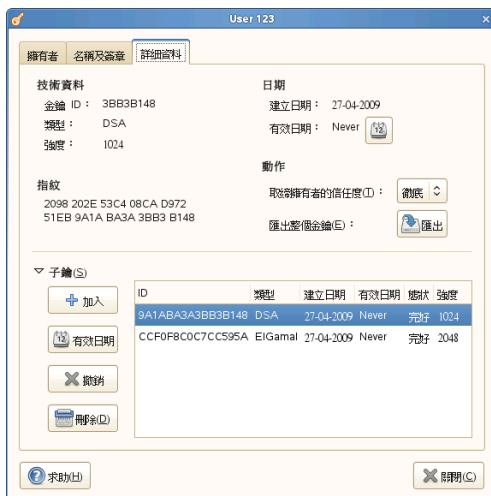 User 123
擁有者 名稱及簽章 詳細資料
技術資料
金鑰 ID： 3BB3B148
類型： DSA
強度： 1024
日期
建立日期： 27-04-2009
有效日期： Never
指紋
2098 202E 53C4 08CA D972
51EB 9A1A BA3A 3BB3 B148
動作
擁有者的信任度(T)： 徹底
匯出整個金鑰(E)： 匯出
子鑰(S)
加入
有效日期
撤銷
刪除(D)
ID 類型 建立日期 有效日期 態狀 強度
9A1ABA3A3BB3B148 DSA 27-04-2009 Never 完好 1024
CCF0F8C0C7CC595A ElGamal 27-04-2009 Never 完好 2048
求助(H)
關閉(C)